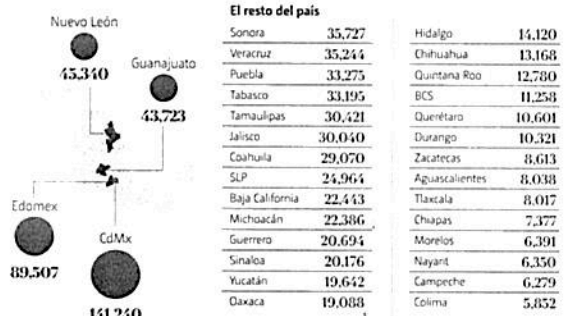 Nuevo León
45,340
Guanajuato
43,723
Edomex
89,507
CdMx
141,240
El resto del país
Sonora 35,727
Veracruz 35,244
Puebla 33,275
Tabasco 33,195
Tamaulipas 30,421
Jalisco 30,040
Coahuila 29,070
SLP 24,964
Baja California 22,443
Michoacán 22,386
Guerrero 20,694
Sinaloa 20,176
Yucatán 19,642
Oaxaca 19,088
Hidalgo 14,120
Chihuahua 13,168
Quintana Roo 12,780
BCS 11,258
Querétaro 10,601
Durango 10,321
Zacatecas 8,613
Aguascalientes 8,038
Tlaxcala 8,017
Chiapas 7,377
Morelos 6,391
Nayarit 6,350
Campeche 6,279
Colima 5,852